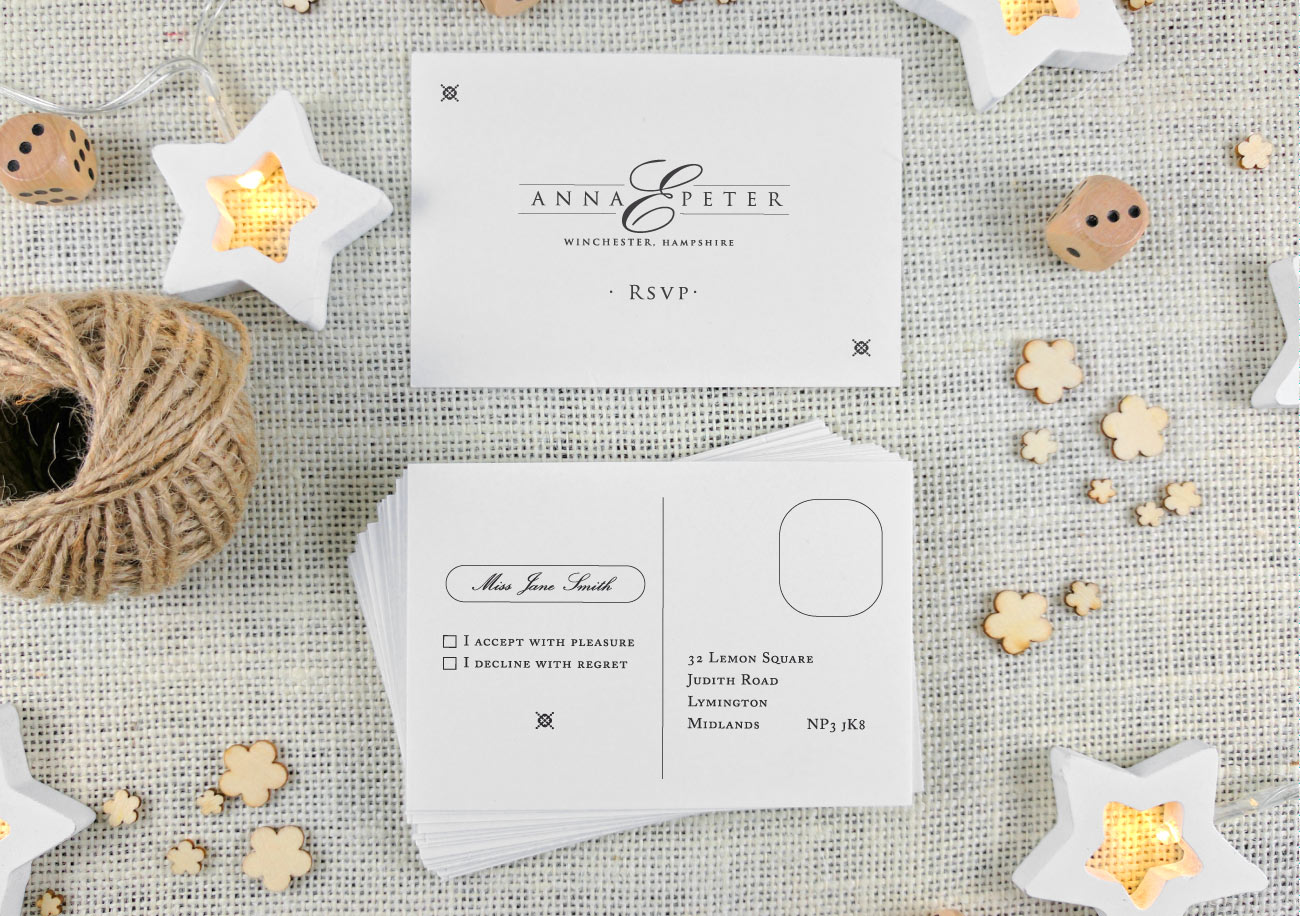 ANNA E PETER
WINCHESTER, HAMPSHIRE
· RSVP ·
Miss Jane Smith
I ACCEPT WITH PLEASURE
I DECLINE WITH REGRET
32 LEMON SQUARE
JUDITH ROAD
LYMINGTON
MIDLANDS NP3 JK8